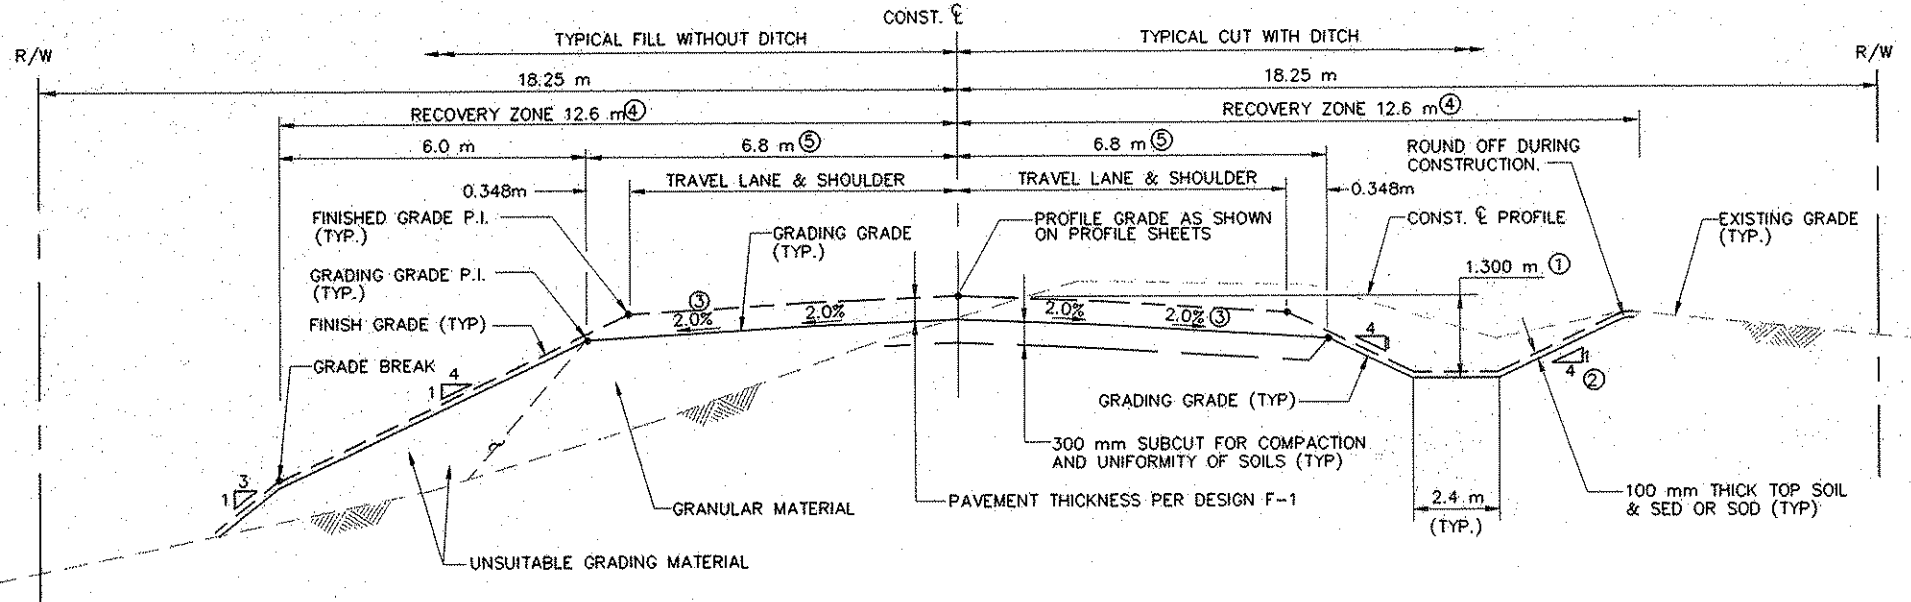 CONST. ℄
TYPICAL FILL WITHOUT DITCH
TYPICAL CUT WITH DITCH
R/W
R/W
18.25 m
18.25 m
RECOVERY ZONE 12.6 m④
RECOVERY ZONE 12.6 m④
6.0 m
6.8 m⑤
6.8 m⑤
ROUND OFF DURING
CONSTRUCTION.
0.348m
TRAVEL LANE & SHOULDER
TRAVEL LANE & SHOULDER
0.348m
FINISHED GRADE P.I.
(TYP.)
GRADING GRADE
(TYP.)
PROFILE GRADE AS SHOWN
ON PROFILE SHEETS
CONST. ℄ PROFILE
EXISTING GRADE
(TYP.)
GRADING GRADE P.I.
(TYP.)
1.300 m ①
③
2.0%
2.0%
2.0%
2.0% ③
FINISH GRADE (TYP)
4
1
GRADE BREAK
4
1
1
4
②
GRADING GRADE (TYP)
300 mm SUBCUT FOR COMPACTION
AND UNIFORMITY OF SOILS (TYP)
3
1
GRANULAR MATERIAL
PAVEMENT THICKNESS PER DESIGN F-1
2.4 m
(TYP.)
100 mm THICK TOP SOIL
& SED OR SOD (TYP)
UNSUITABLE GRADING MATERIAL